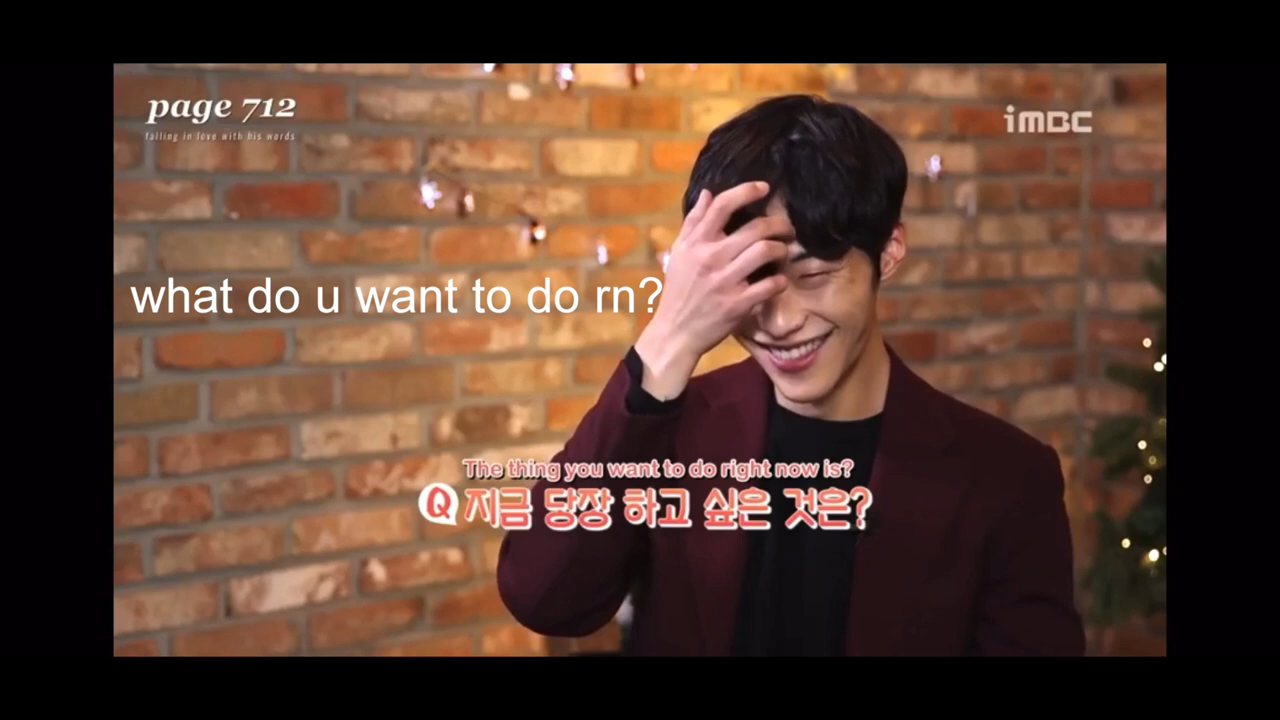 page 712
falling in love with his words
iMBC
what do u want to do rn?
The thing you want to do right now is?
Q 지금 당장 하고 싶은 것은?